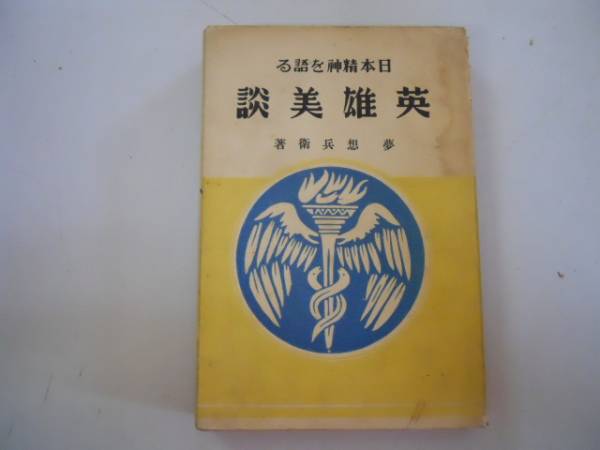 日本精神を語る
英雄美談
夢想兵衛著